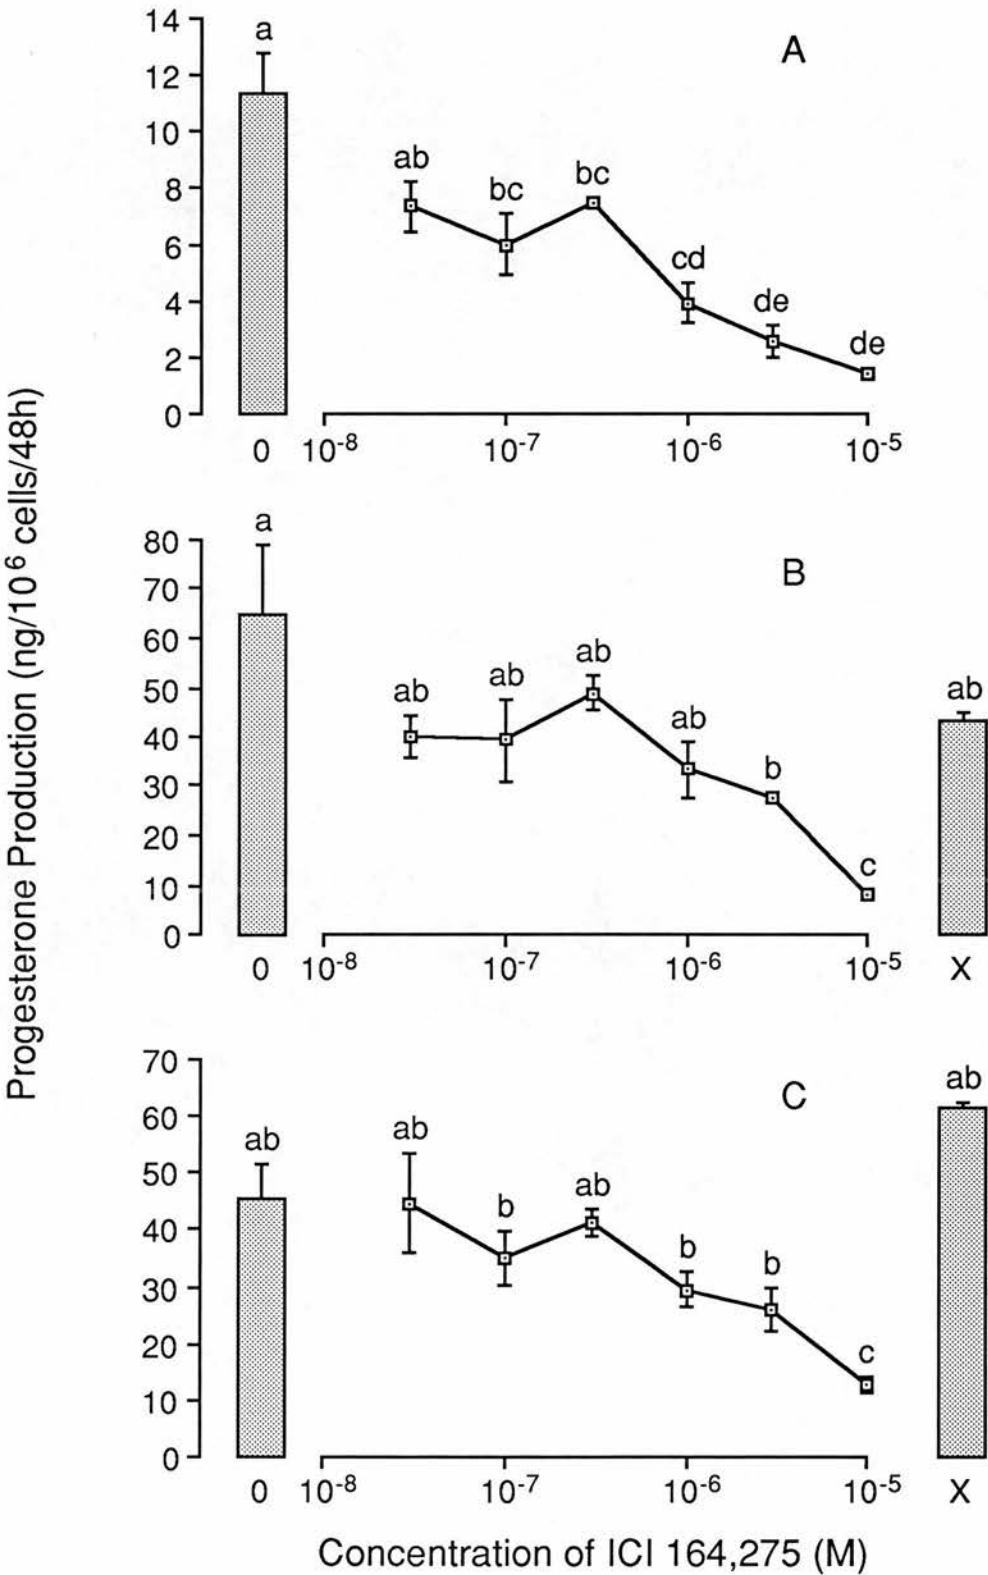 Progesterone Production (ng/10⁶ cells/48h)
A
14
12
10
8
6
4
2
0
a
ab
bc
bc
cd
de
de
0 10⁻⁸ 10⁻⁷ 10⁻⁶ 10⁻⁵
B
80
70
60
50
40
30
20
10
0
a
ab
ab
ab
ab
b
c
ab
0 10⁻⁸ 10⁻⁷ 10⁻⁶ 10⁻⁵ X
C
70
60
50
40
30
20
10
0
ab
ab
b
ab
b
b
c
ab
0 10⁻⁸ 10⁻⁷ 10⁻⁶ 10⁻⁵ X
Concentration of ICI 164,275 (M)